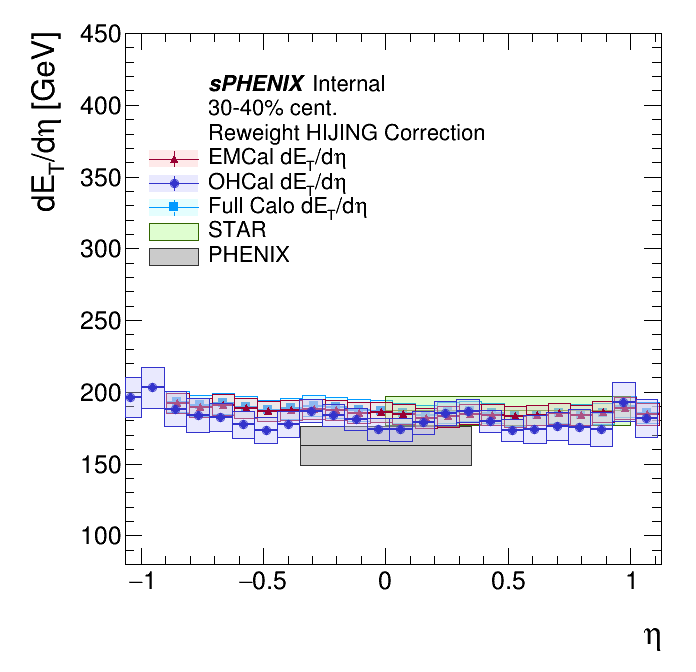 dE_T/dη [GeV]
450
400
350
300
250
200
150
100
sPHENIX Internal
30-40% cent.
Reweight HIJING Correction
EMCal dE_T/dη
OHCal dE_T/dη
Full Calo dE_T/dη
STAR
PHENIX
−1 −0.5 0 0.5 1
η